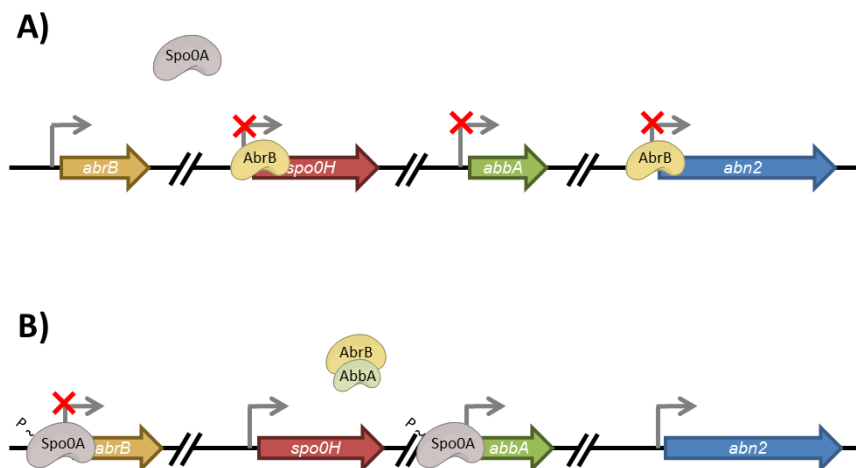 A)
Spo0A
AbrB
AbrB
abrB
spo0H
abbA
abn2
B)
AbrB
AbbA
P ~
P ~
Spo0A
abrB
spo0H
Spo0A
abbA
abn2